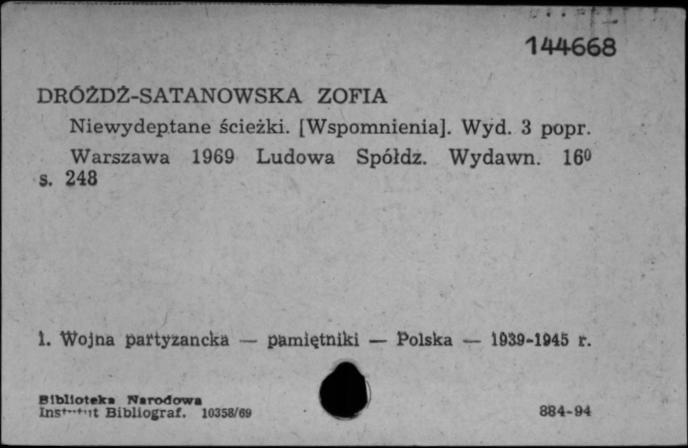 144668
DRÓŻDŻ-SATANOWSKA ZOFIA
Niewydeptane ścieżki. [Wspomnienia]. Wyd. 3 popr.
Warszawa 1969 Ludowa Spółdz. Wydawn. 16⁰
s. 248
1. Wojna partyzancka — pamiętniki — Polska — 1939-1945 r.
Biblioteka Narodowa
Instytut Bibliograf. 10358/69
884-94